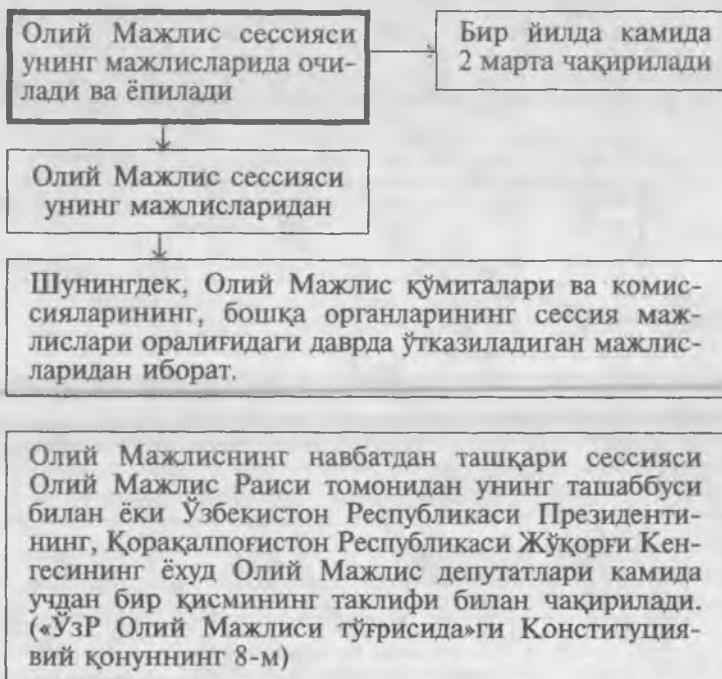 Олий Мажлис сессияси
унинг мажлисларида очи-
лади ва ёпилади
Бир йилда камида
2 марта чақирилади
Олий Мажлис сессияси
унинг мажлисларидан
Шунингдек, Олий Мажлис қўмиталари ва комис-
сияларининг, бошқа органларининг сессия маж-
лислари оралиғидаги даврда ўтказиладиган мажлис-
ларидан иборат.
Олий Мажлиснинг навбатдан ташқари сессияси
Олий Мажлис Раиси томонидан унинг ташаббуси
билан ёки Ўзбекистон Республикаси Президенти-
нинг, Қорақалпоғистон Республикаси Жўқорғи Кен-
гесининг ёхуд Олий Мажлис депутатлари камида
учдан бир қисмининг таклифи билан чақирилади.
(«ЎзР Олий Мажлиси тўғрисида»ги Конституция-
вий қонуннинг 8-м)